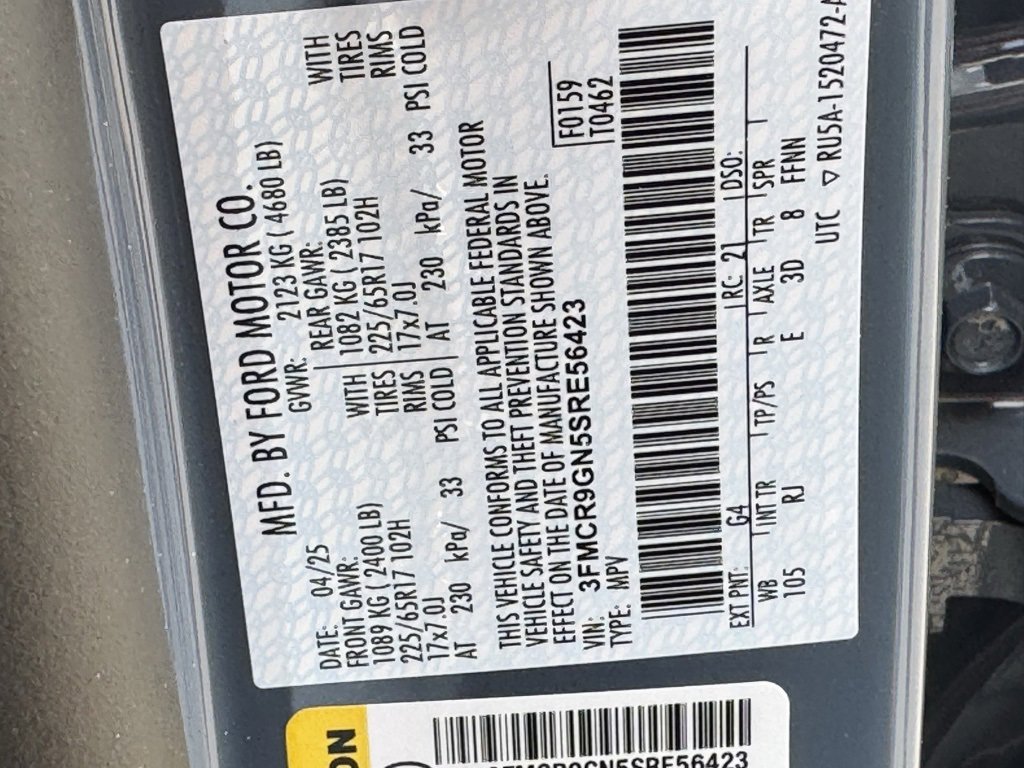 MFD. BY FORD MOTOR CO.
DATE: 04/25 GVWR: 2123 KG ( 4680 LB)
FRONT GAWR: REAR GAWR:
1089 KG ( 2400 LB) WITH 1082 KG ( 2385 LB) WITH
225/65R17 102H TIRES 225/65R17 102H TIRES
17x7.0J RIMS 17x7.0J RIMS
AT 230 kPa/ 33 PSI COLD AT 230 kPa/ 33 PSI COLD
THIS VEHICLE CONFORMS TO ALL APPLICABLE FEDERAL MOTOR
VEHICLE SAFETY AND THEFT PREVENTION STANDARDS IN
EFFECT ON THE DATE OF MANUFACTURE SHOWN ABOVE.
VIN: 3FMCR9GN5SRE56423 F0159
TYPE: MPV T0462
EXT PNT: G4 RC: 21 DSO:
WB INT TR TP/PS R AXLE TR SPR
105 RJ E 3D 8 FFNN
UTC ▽ RU5A-1520472-A
ON
3FMCR9GN5SRE56423